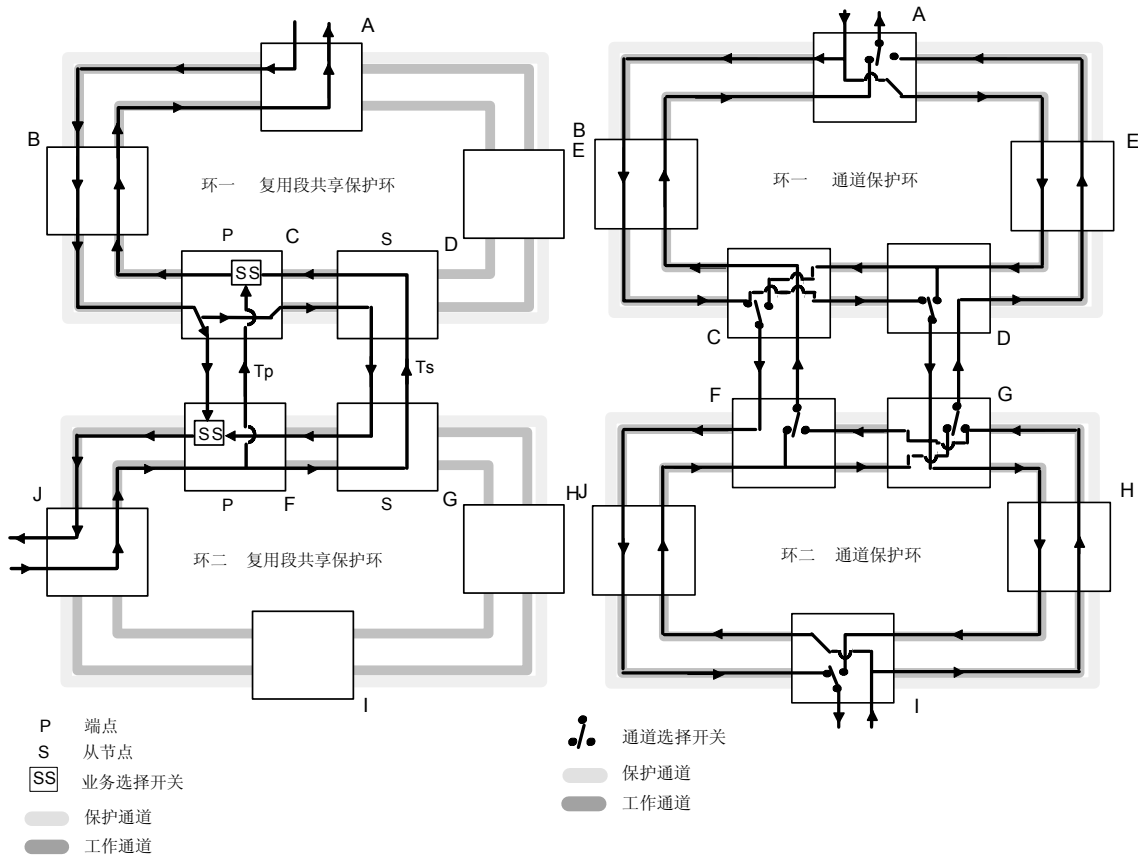 A
B
E
环一 复用段共享保护环
P
C
S
D
SS
Tp
Ts
SS
J
P
F
S
G
H
环二 复用段共享保护环
I
P 端点
S 从节点
SS 业务选择开关
保护通道
工作通道
A
B
E
环一 通道保护环
C
D
F
G
J
H
环二 通道保护环
I
通道选择开关
保护通道
工作通道